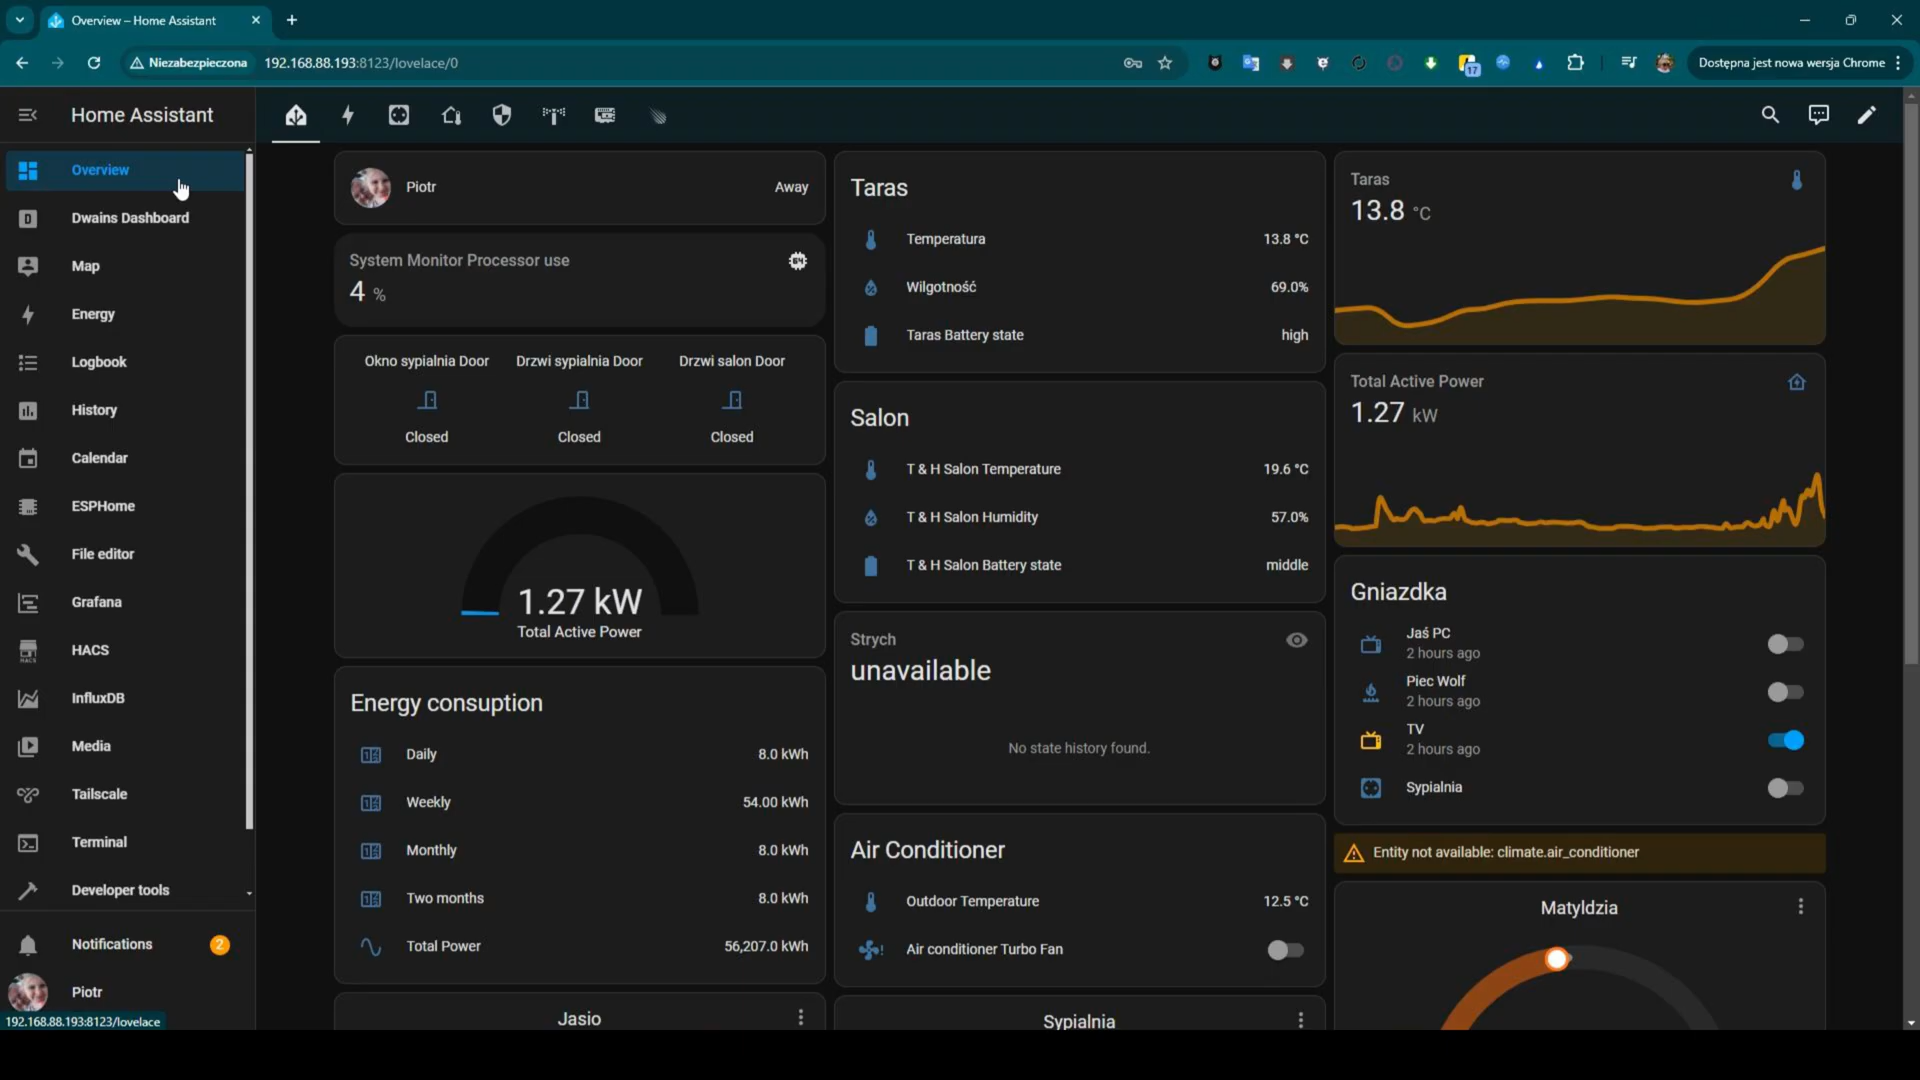 Overview – Home Assistant
Niezabezpieczona
192.168.88.193:8123/lovelace/0
17
Dostępna jest nowa wersja Chrome
Home Assistant
Overview
Dwains Dashboard
Map
Energy
Logbook
History
Calendar
ESPHome
File editor
Grafana
HACS
HACS
InfluxDB
Media
Tailscale
Terminal
Developer tools
Notifications
2
Piotr
192.168.88.193:8123/lovelace
Piotr
Away
System Monitor Processor use
4 %
Okno sypialnia Door
Drzwi sypialnia Door
Drzwi salon Door
Closed
Closed
Closed
1.27 kW
Total Active Power
Energy consuption
Daily
8.0 kWh
Weekly
54.00 kWh
Monthly
8.0 kWh
Two months
8.0 kWh
Total Power
56,207.0 kWh
Jasio
Taras
Temperatura
13.8 °C
Wilgotność
69.0%
Taras Battery state
high
Salon
T & H Salon Temperature
19.6 °C
T & H Salon Humidity
57.0%
T & H Salon Battery state
middle
Strych
unavailable
No state history found.
Air Conditioner
Outdoor Temperature
12.5 °C
Air conditioner Turbo Fan
Sypialnia
Taras
13.8 °C
Total Active Power
1.27 kW
Gniazdka
Jaś PC
2 hours ago
Piec Wolf
2 hours ago
TV
2 hours ago
Sypialnia
Entity not available: climate.air_conditioner
Matyldzia